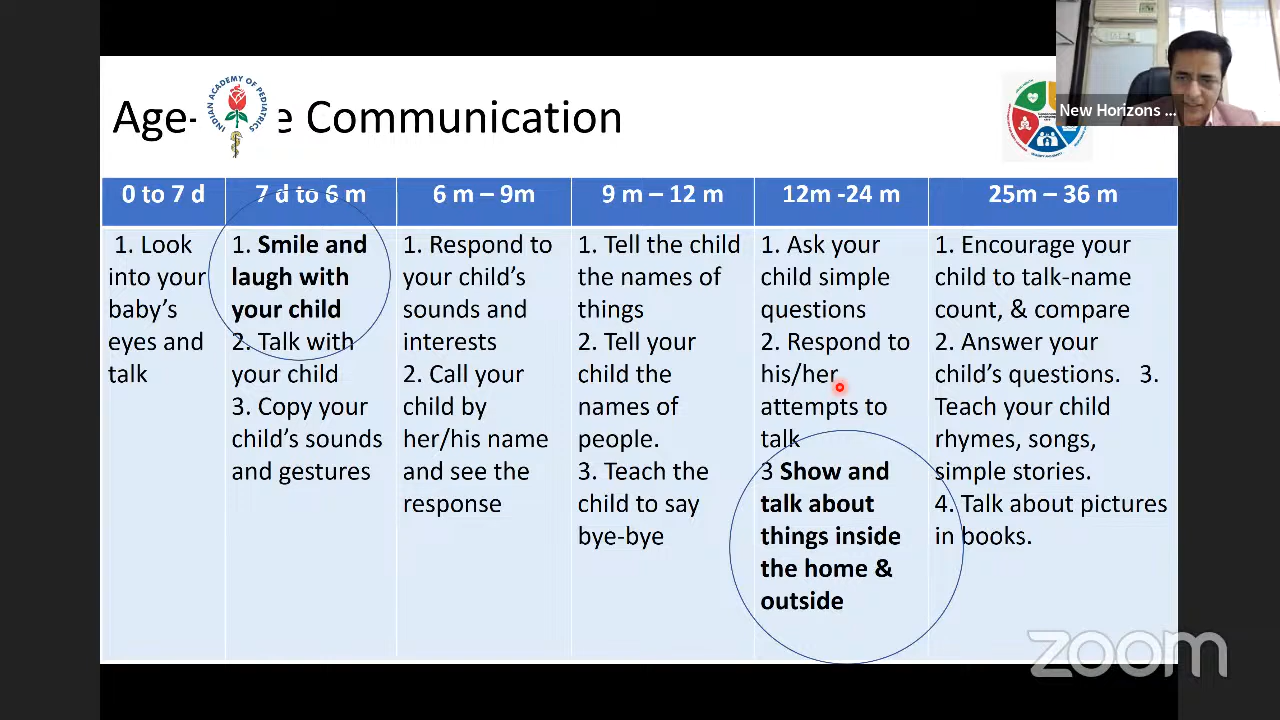 Age- e Communication
INDIAN ACADEMY OF PEDIATRICS
New Horizons ...
0 to 7 d
7 d to 6 m
6 m – 9m
9 m – 12 m
12m -24 m
25m – 36 m
1. Look
into your
baby's
eyes and
talk
1. Smile and
laugh with
your child
2. Talk with
your child
3. Copy your
child's sounds
and gestures
1. Respond to
your child's
sounds and
interests
2. Call your
child by
her/his name
and see the
response
1. Tell the child
the names of
things
2. Tell your
child the
names of
people.
3. Teach the
child to say
bye-bye
1. Ask your
child simple
questions
2. Respond to
his/her
attempts to
talk
3 Show and
talk about
things inside
the home &
outside
1. Encourage your
child to talk-name
count, & compare
2. Answer your
child's questions. 3.
Teach your child
rhymes, songs,
simple stories.
4. Talk about pictures
in books.
zoom